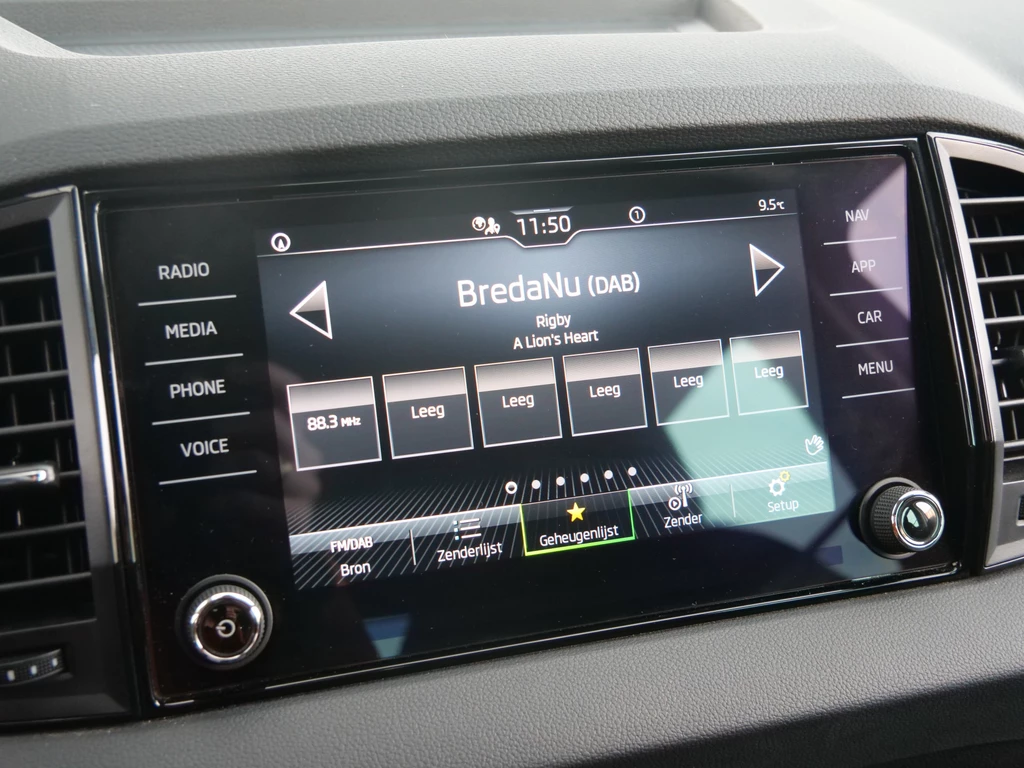 11:50
1
9.5°C
RADIO
MEDIA
PHONE
VOICE
BredaNu (DAB)
Rigby
A Lion's Heart
88.3 MHz
Leeg
Leeg
Leeg
Leeg
Leeg
FM/DAB
Bron
Zenderlijst
Geheugenlijst
Zender
Setup
NAV
APP
CAR
MENU